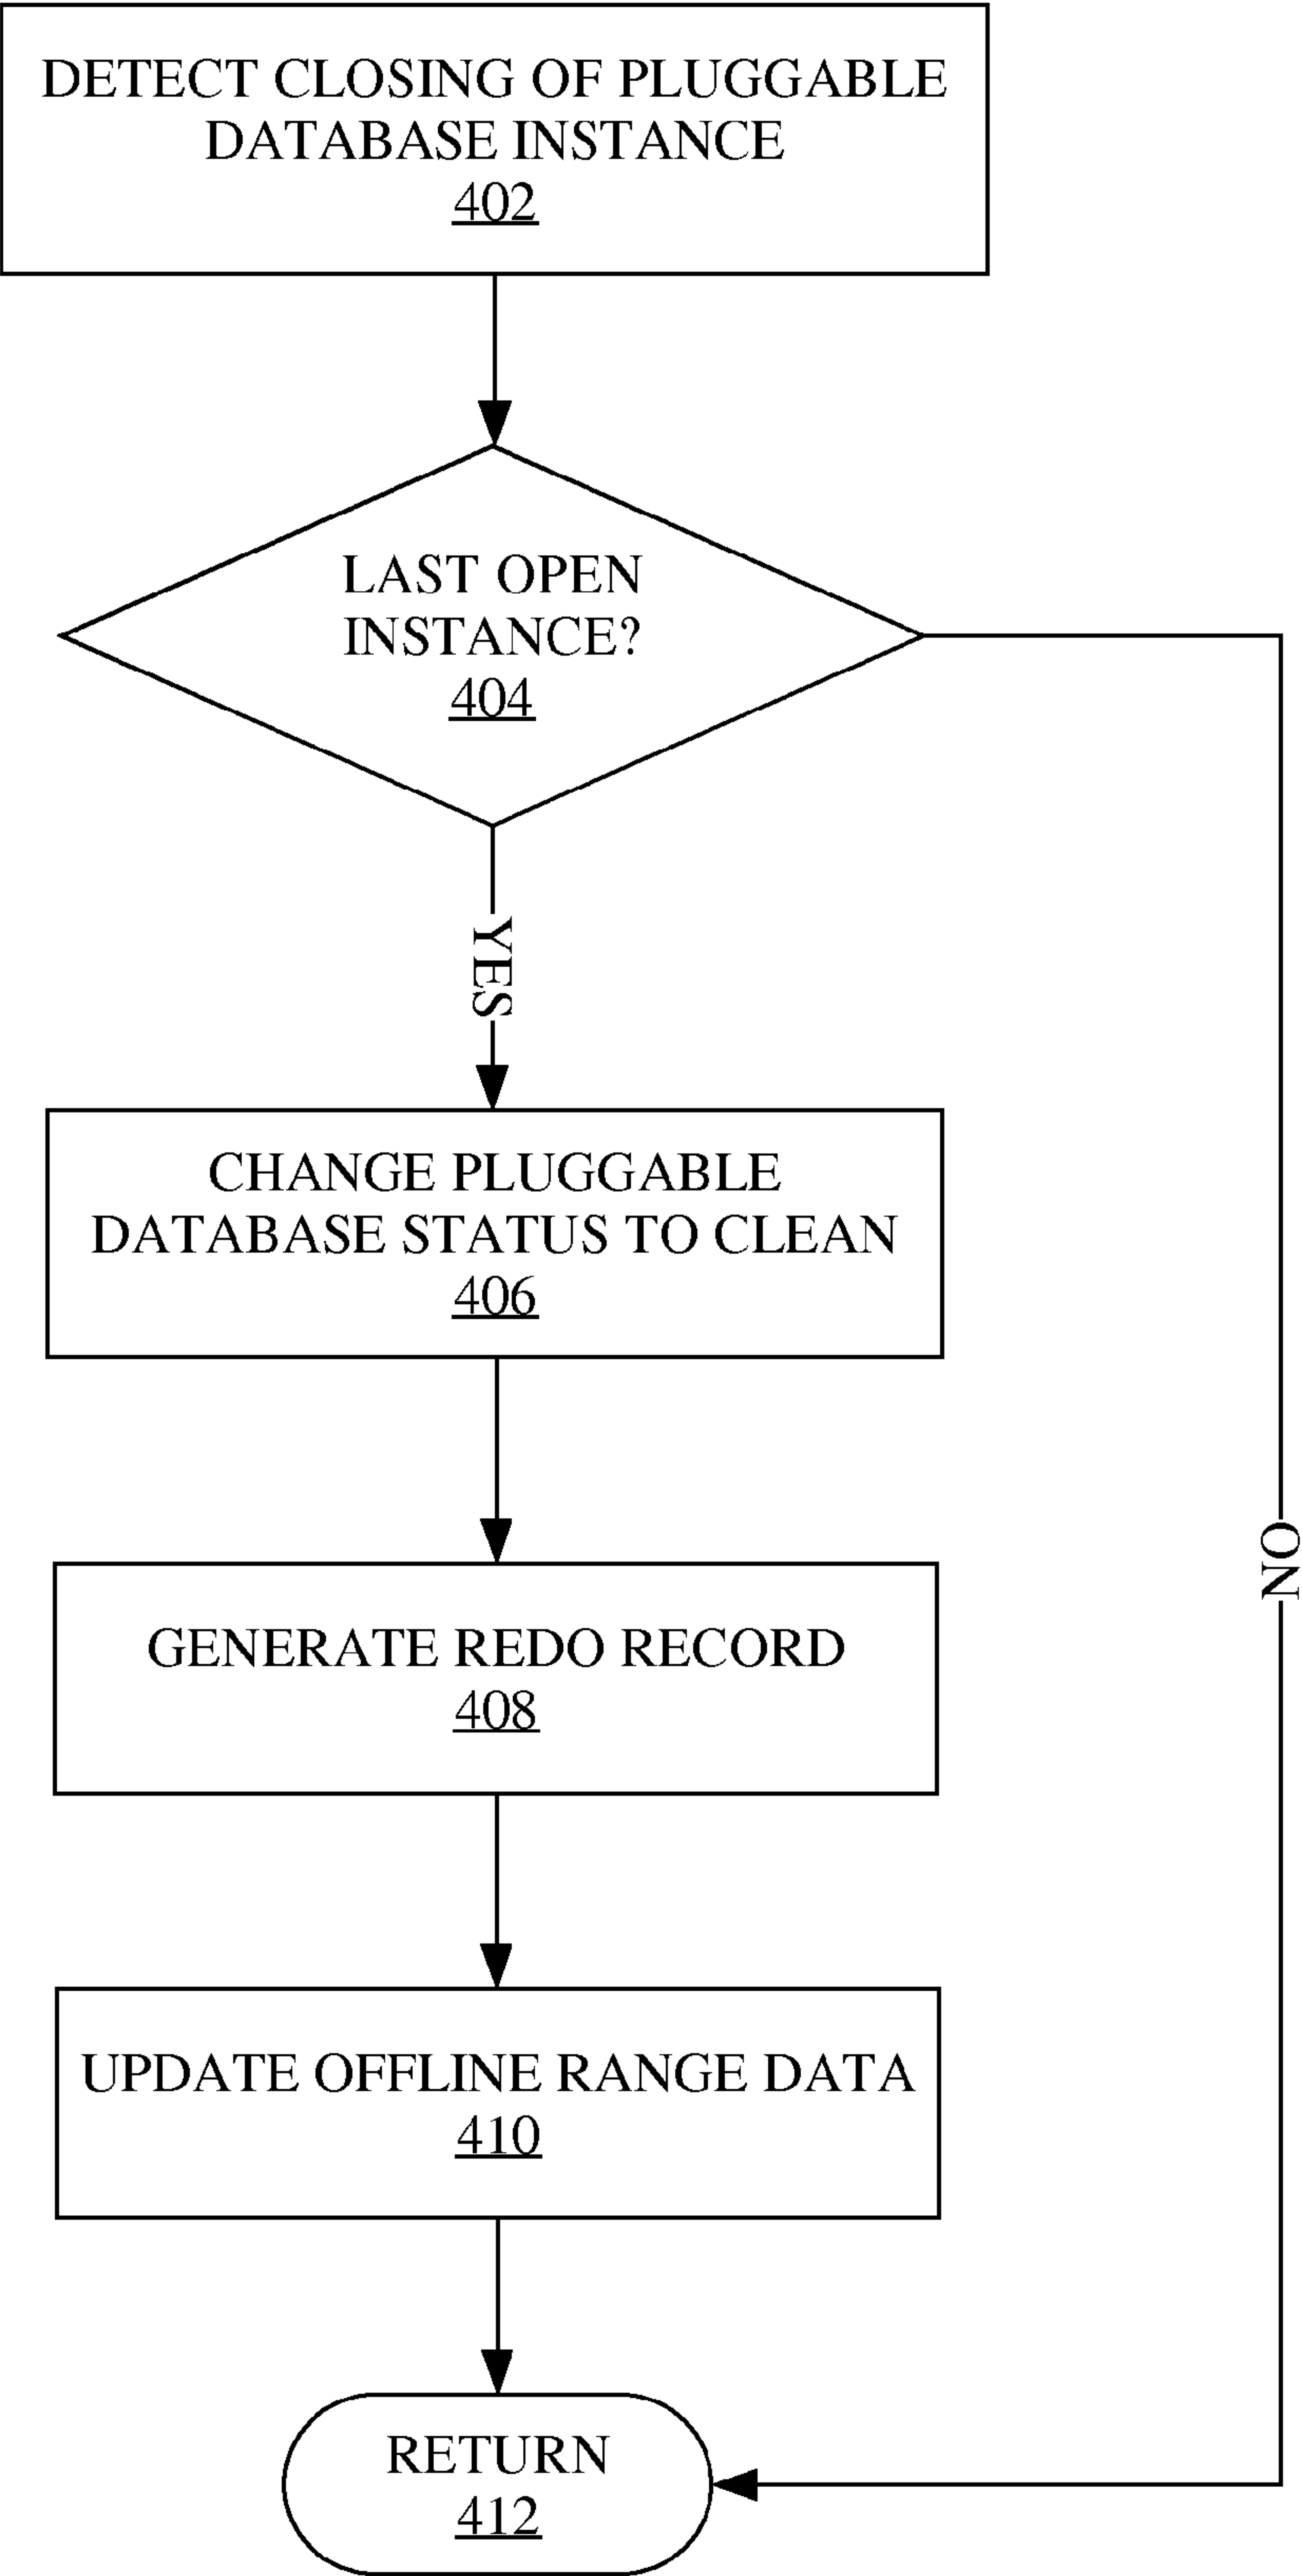 DETECT CLOSING OF PLUGGABLE
DATABASE INSTANCE
402
LAST OPEN
INSTANCE?
404
YES
CHANGE PLUGGABLE
DATABASE STATUS TO CLEAN
406
NO
GENERATE REDO RECORD
408
UPDATE OFFLINE RANGE DATA
410
RETURN
412